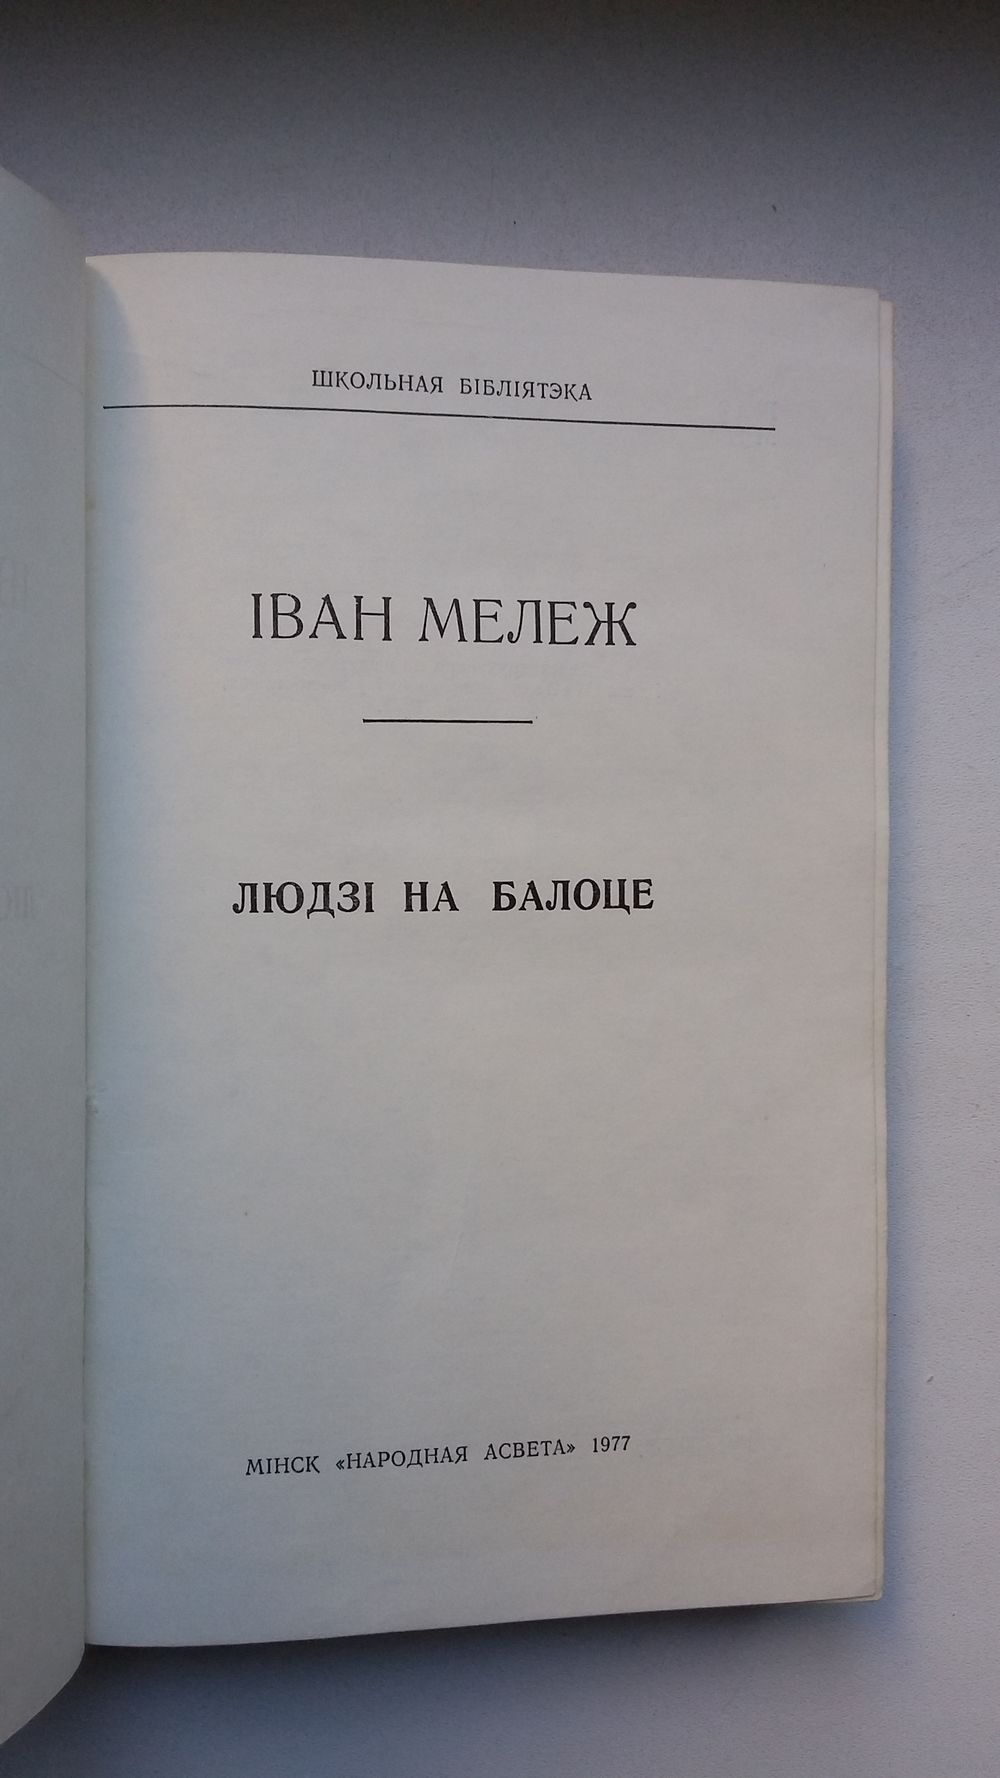 ШКОЛЬНАЯ БІБЛІЯТЭКА
ІВАН МЕЛЕЖ
ЛЮДЗІ НА БАЛОЦЕ
МІНСК «НАРОДНАЯ АСВЕТА» 1977